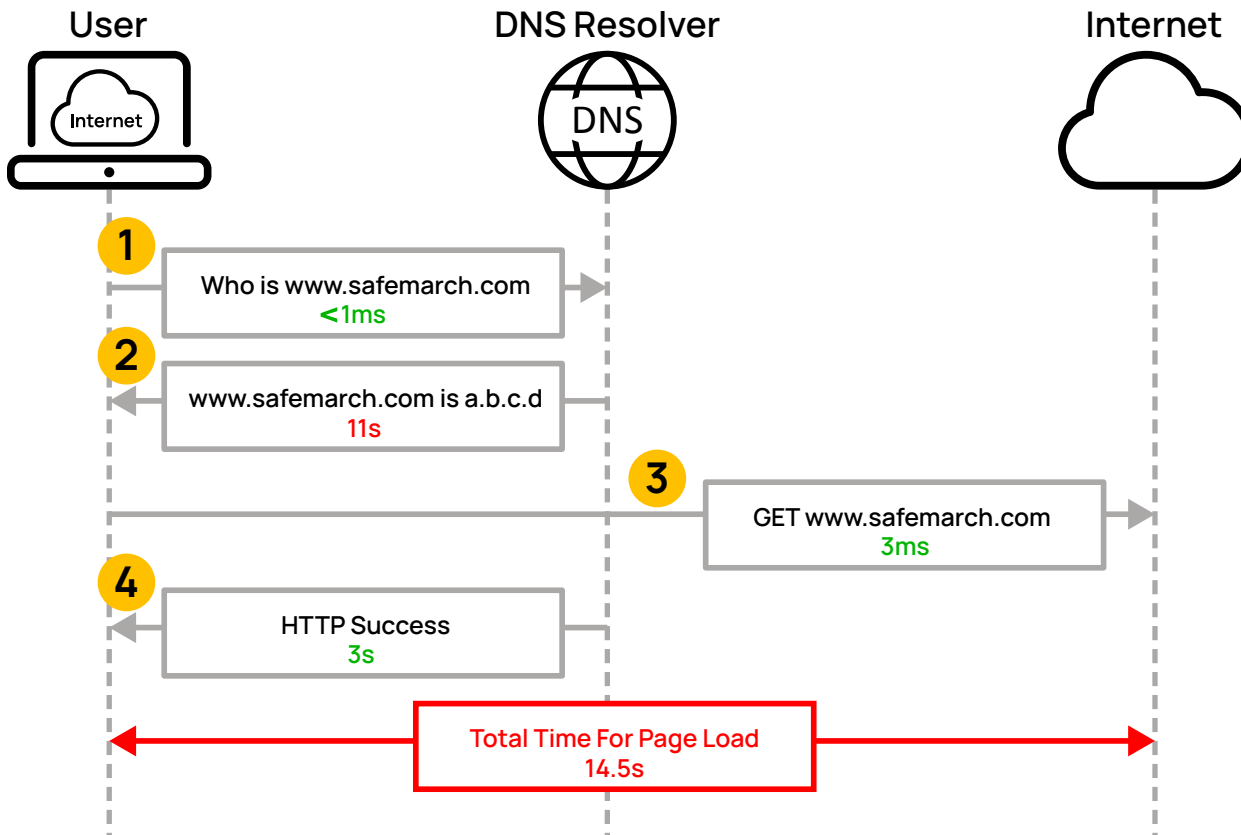 User
DNS Resolver
Internet
Internet
DNS
1
Who is www.safemarch.com
<1ms
2
www.safemarch.com is a.b.c.d
11s
3
GET www.safemarch.com
3ms
4
HTTP Success
3s
Total Time For Page Load
14.5s